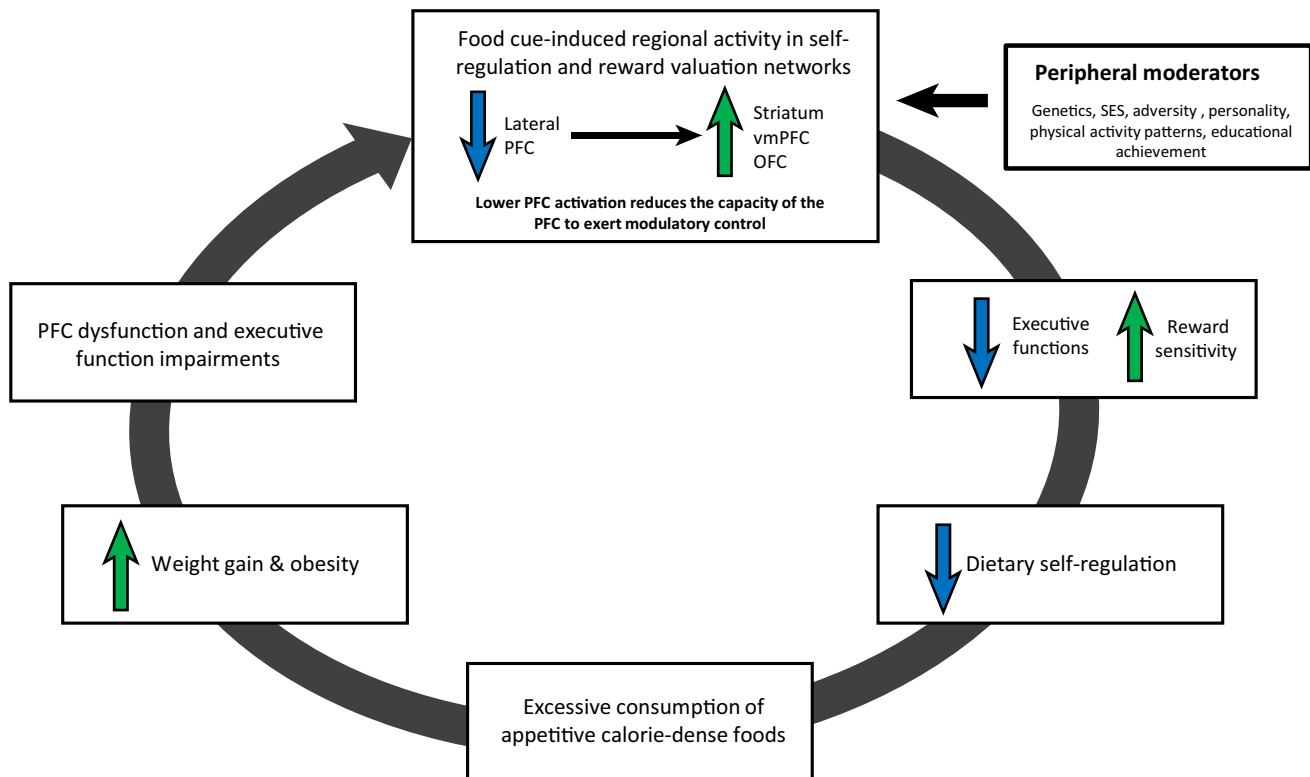 Food cue-induced regional activity in self-
regulation and reward valuation networks
Lateral
PFC
Striatum
vmPFC
OFC
Lower PFC activation reduces the capacity of the
PFC to exert modulatory control
Peripheral moderators
Genetics, SES, adversity , personality,
physical activity patterns, educational
achievement
Executive
functions
Reward
sensitivity
Dietary self-regulation
Excessive consumption of
appetitive calorie-dense foods
Weight gain & obesity
PFC dysfunction and executive
function impairments